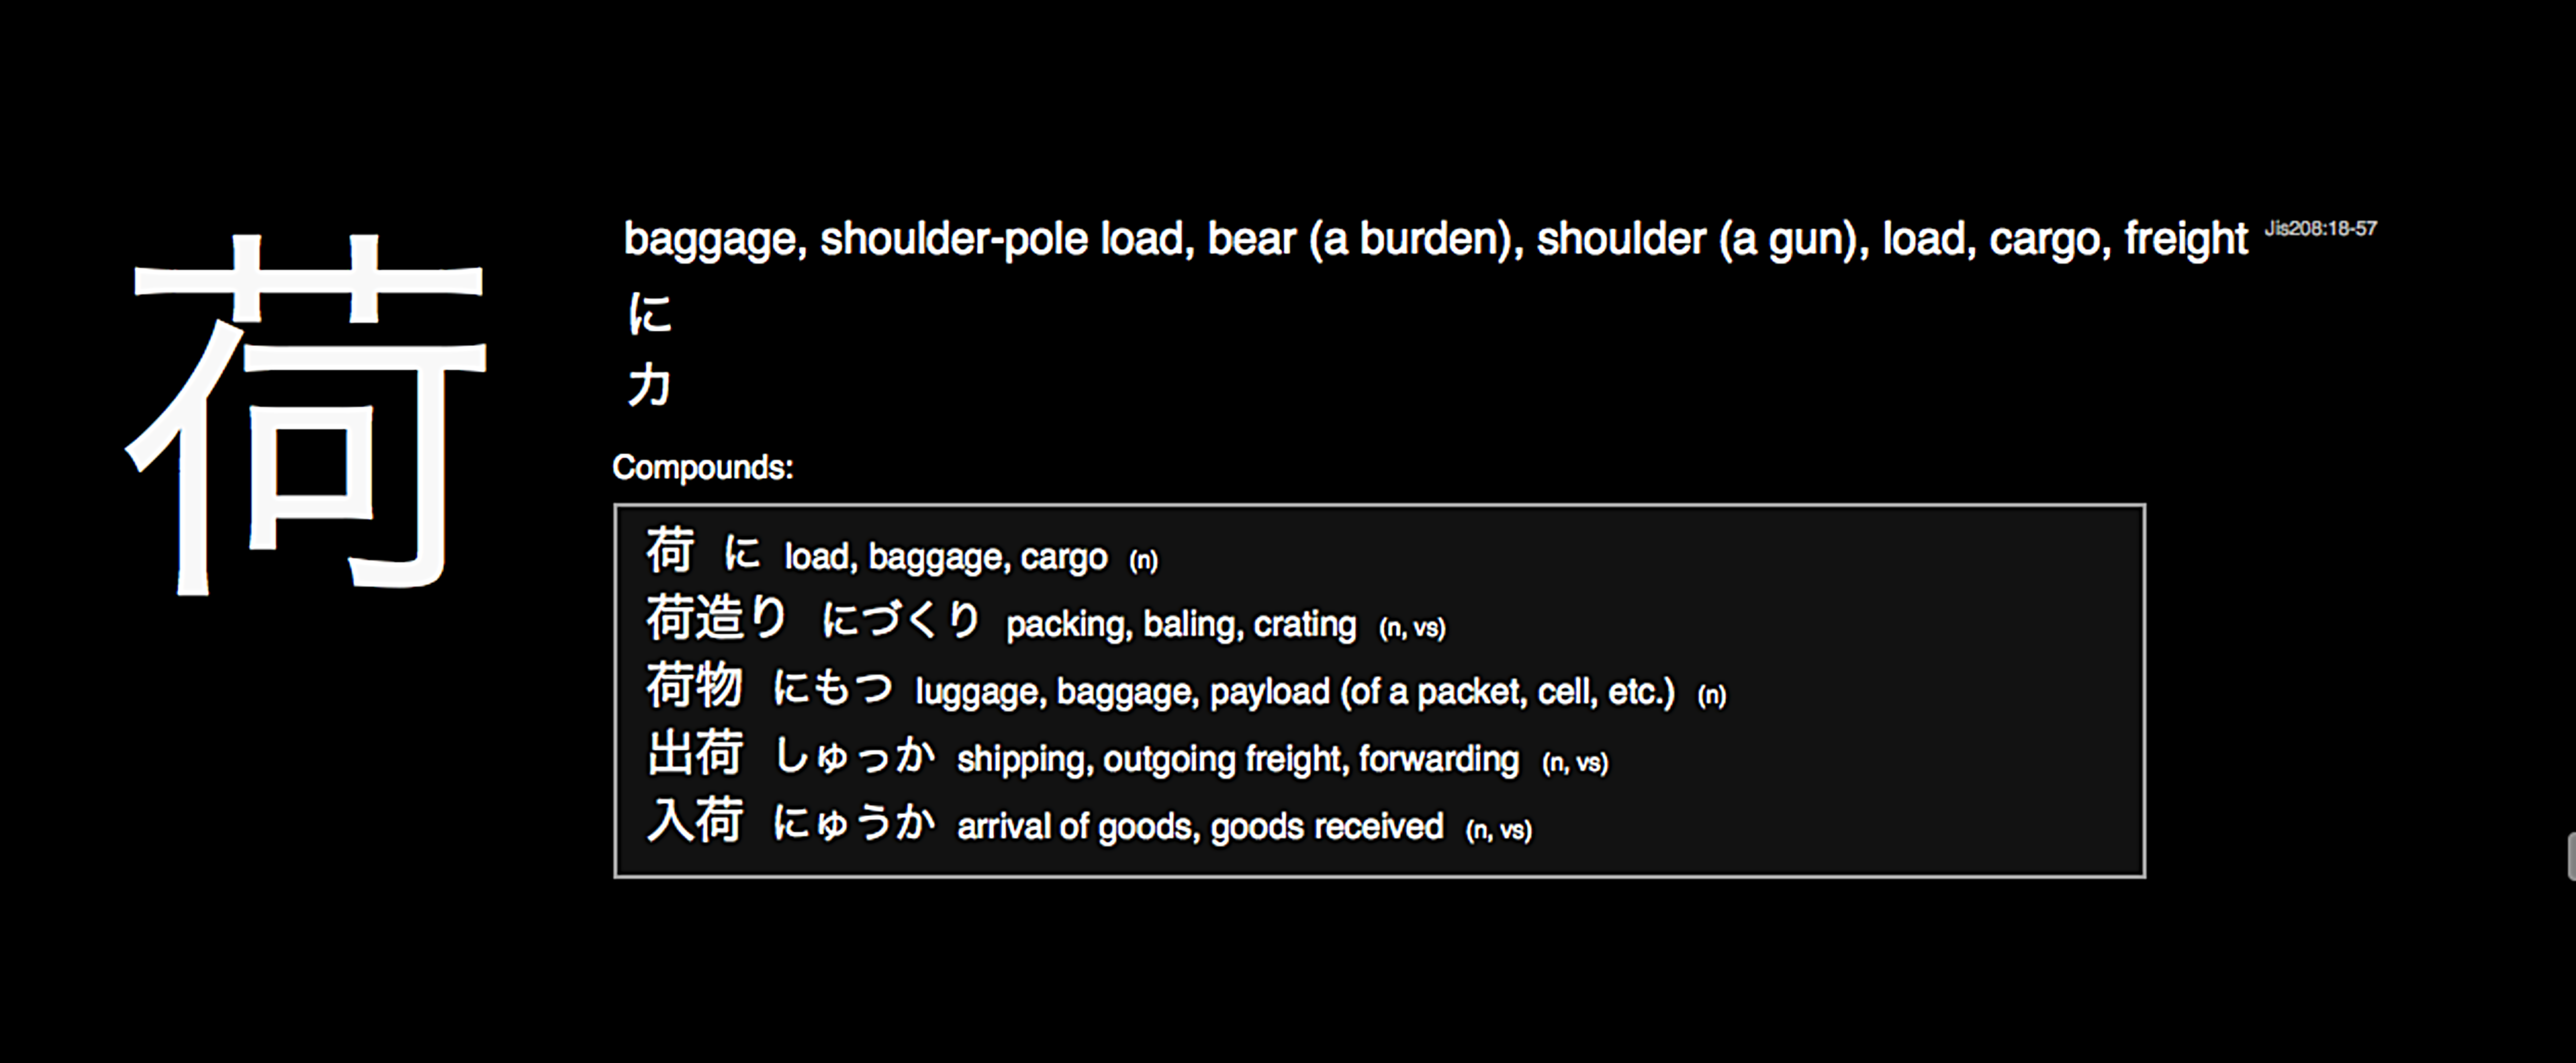 荷
baggage, shoulder-pole load, bear (a burden), shoulder (a gun), load, cargo, freight Jis208:18-57
に
カ
Compounds:
荷 に load, baggage, cargo (n)
荷造り にづくり packing, baling, crating (n, vs)
荷物 にもつ luggage, baggage, payload (of a packet, cell, etc.) (n)
出荷 しゅっか shipping, outgoing freight, forwarding (n, vs)
入荷 にゅうか arrival of goods, goods received (n, vs)